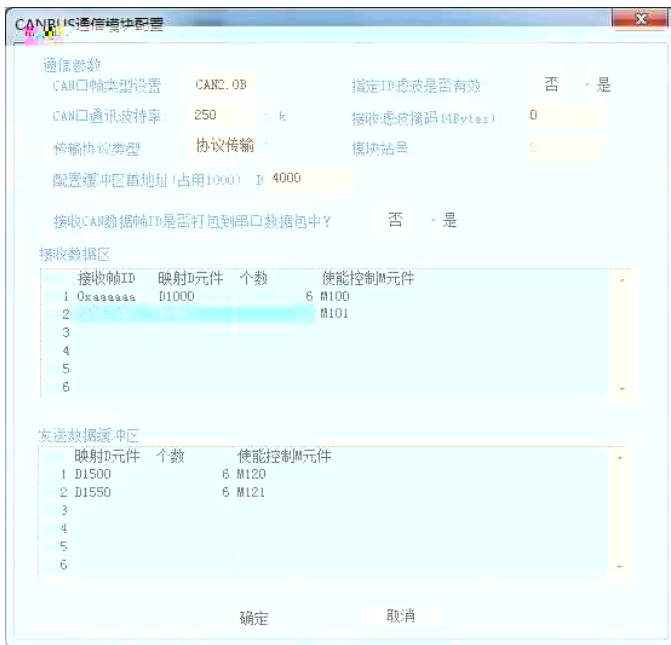 CANBUS通信模块配置
通信参数
CAN口帧类型设置 CAN2.0B 指定ID滤波是否有效 否 是
CAN口通讯波特率: 250 k 接收滤波掩码(4Bytes): 0
传输协议类型 协议传输 模块站号 2
配置缓冲区首地址(占用1000) D 4000
接收CAN数据帧ID是否打包到串口数据包中? 否 是
接收数据区
接收帧ID 映射D元件 个数 使能控制M元件
1 0xaaaaaa D1000 6 M100
2 M101
3
4
5
6
发送数据缓冲区
映射D元件 个数 使能控制M元件
1 D1500 6 M120
2 D1550 6 M121
3
4
5
6
确定 取消